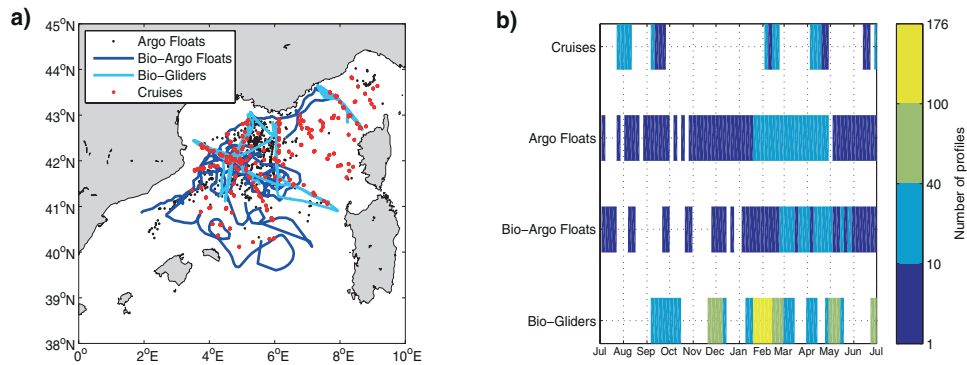 a)
45°N
44°N
43°N
42°N
41°N
40°N
39°N
38°N
0°
2°E
4°E
6°E
8°E
10°E
Argo Floats
Bio−Argo Floats
Bio−Gliders
Cruises
b)
Cruises
Argo Floats
Bio−Argo Floats
Bio−Gliders
Jul Aug Sep Oct Nov Dec Jan Feb Mar Apr May Jun Jul
176
100
40
10
1
Number of profiles